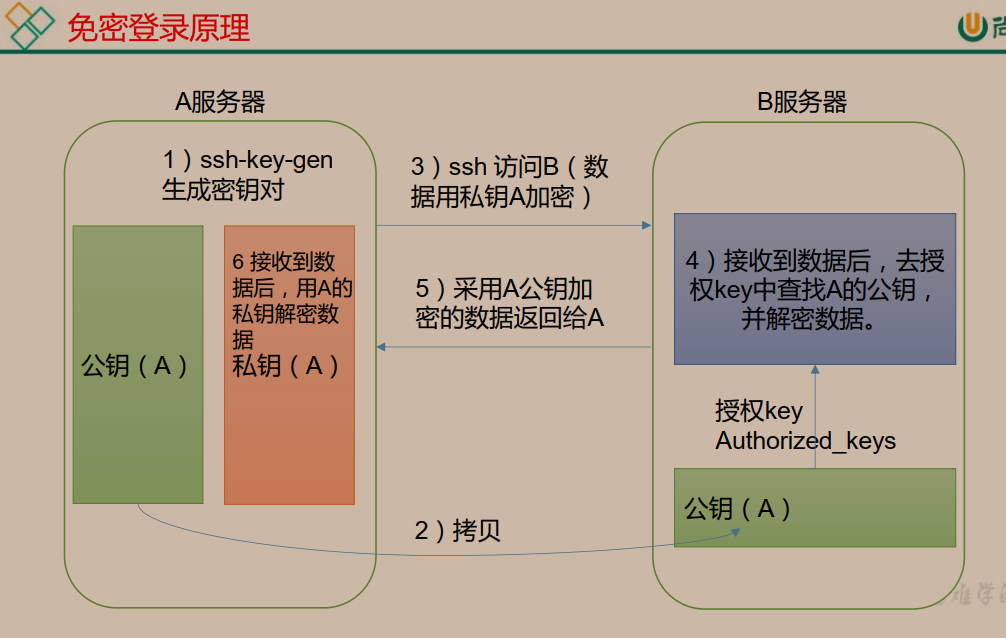 免密登录原理
尚
A服务器
B服务器
1）ssh-key-gen
生成密钥对
3）ssh 访问B（数
据用私钥A加密 ）
6 接收到数
据后，用A的
私钥解密数
据
私钥（A ）
公钥（A ）
5）采用A公钥加
密的数据返回给A
4）接收到数据后，去授
权key中查找A的公钥，
并解密数据。
授权key
Authorized_keys
公钥（A ）
2）拷贝